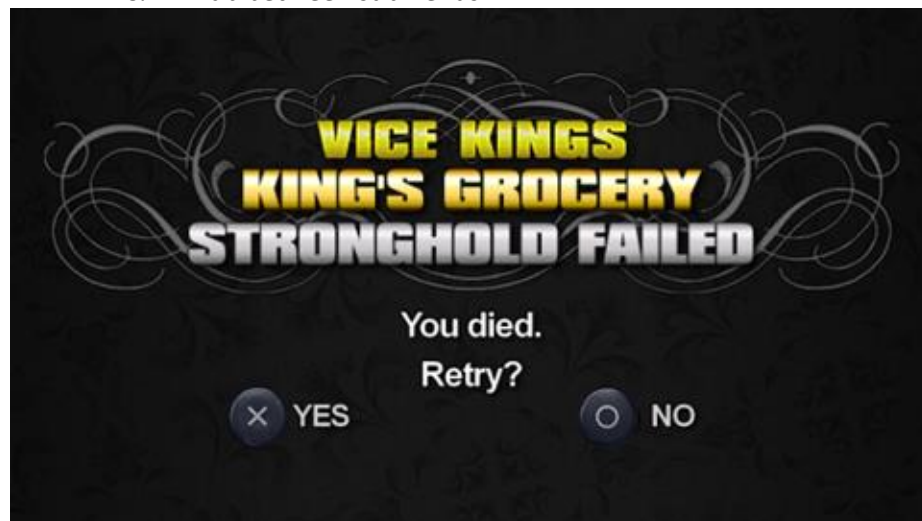 VICE KINGS
KING'S GROCERY
STRONGHOLD FAILED
You died.
Retry?
YES NO